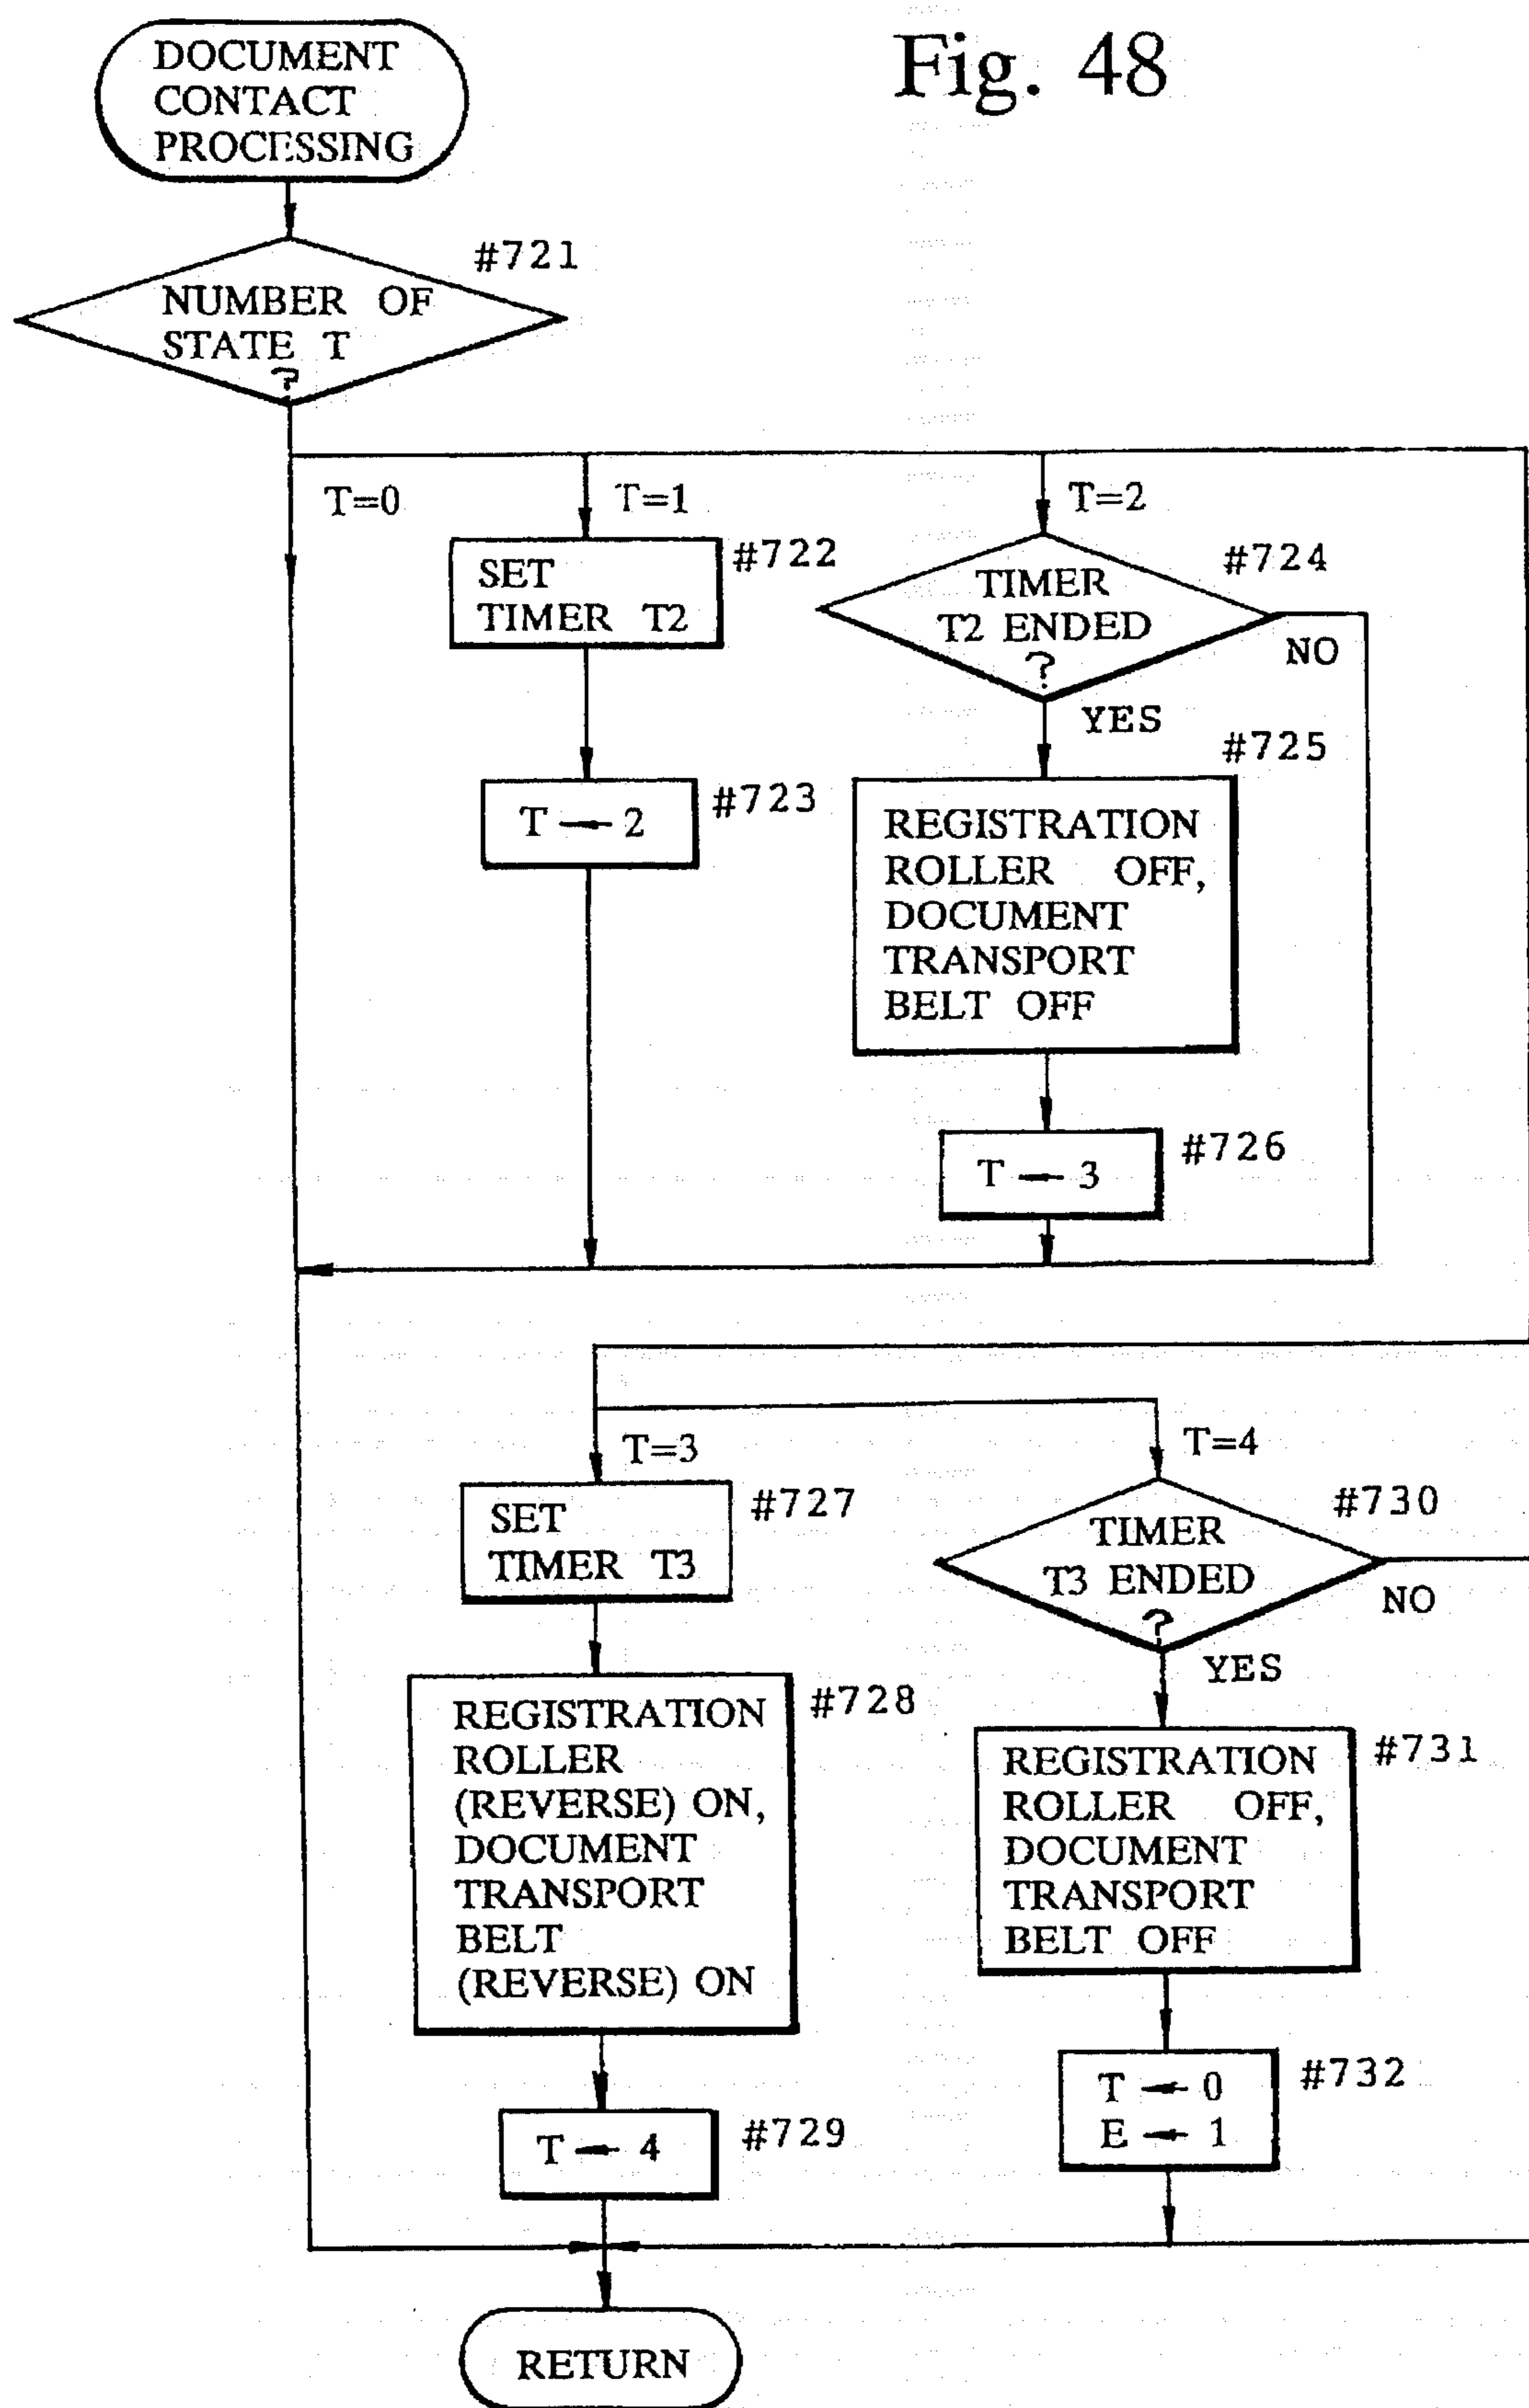 Fig. 48
DOCUMENT
CONTACT
PROCESSING
#721
NUMBER OF
STATE T
?
T=0
T=1
T=2
#722
SET
TIMER T2
#724
TIMER
T2 ENDED
?
NO
YES
#723
T ← 2
#725
REGISTRATION
ROLLER OFF,
DOCUMENT
TRANSPORT
BELT OFF
#726
T ← 3
T=3
T=4
#727
SET
TIMER T3
#730
TIMER
T3 ENDED
?
NO
YES
#728
REGISTRATION
ROLLER
(REVERSE) ON,
DOCUMENT
TRANSPORT
BELT
(REVERSE) ON
#731
REGISTRATION
ROLLER OFF,
DOCUMENT
TRANSPORT
BELT OFF
#729
T ← 4
#732
T ← 0
E ← 1
RETURN